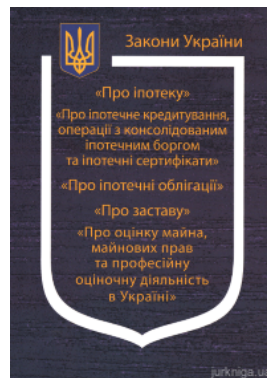 Закони України
«Про іпотеку»
«Про іпотечне кредитування,
операції з консолідованим
іпотечним боргом
та іпотечні сертифікати»
«Про іпотечні облігації»
«Про заставу»
«Про оцінку майна,
майнових прав
та професійну
оціночну діяльність
в Україні»
jurkniga.ua